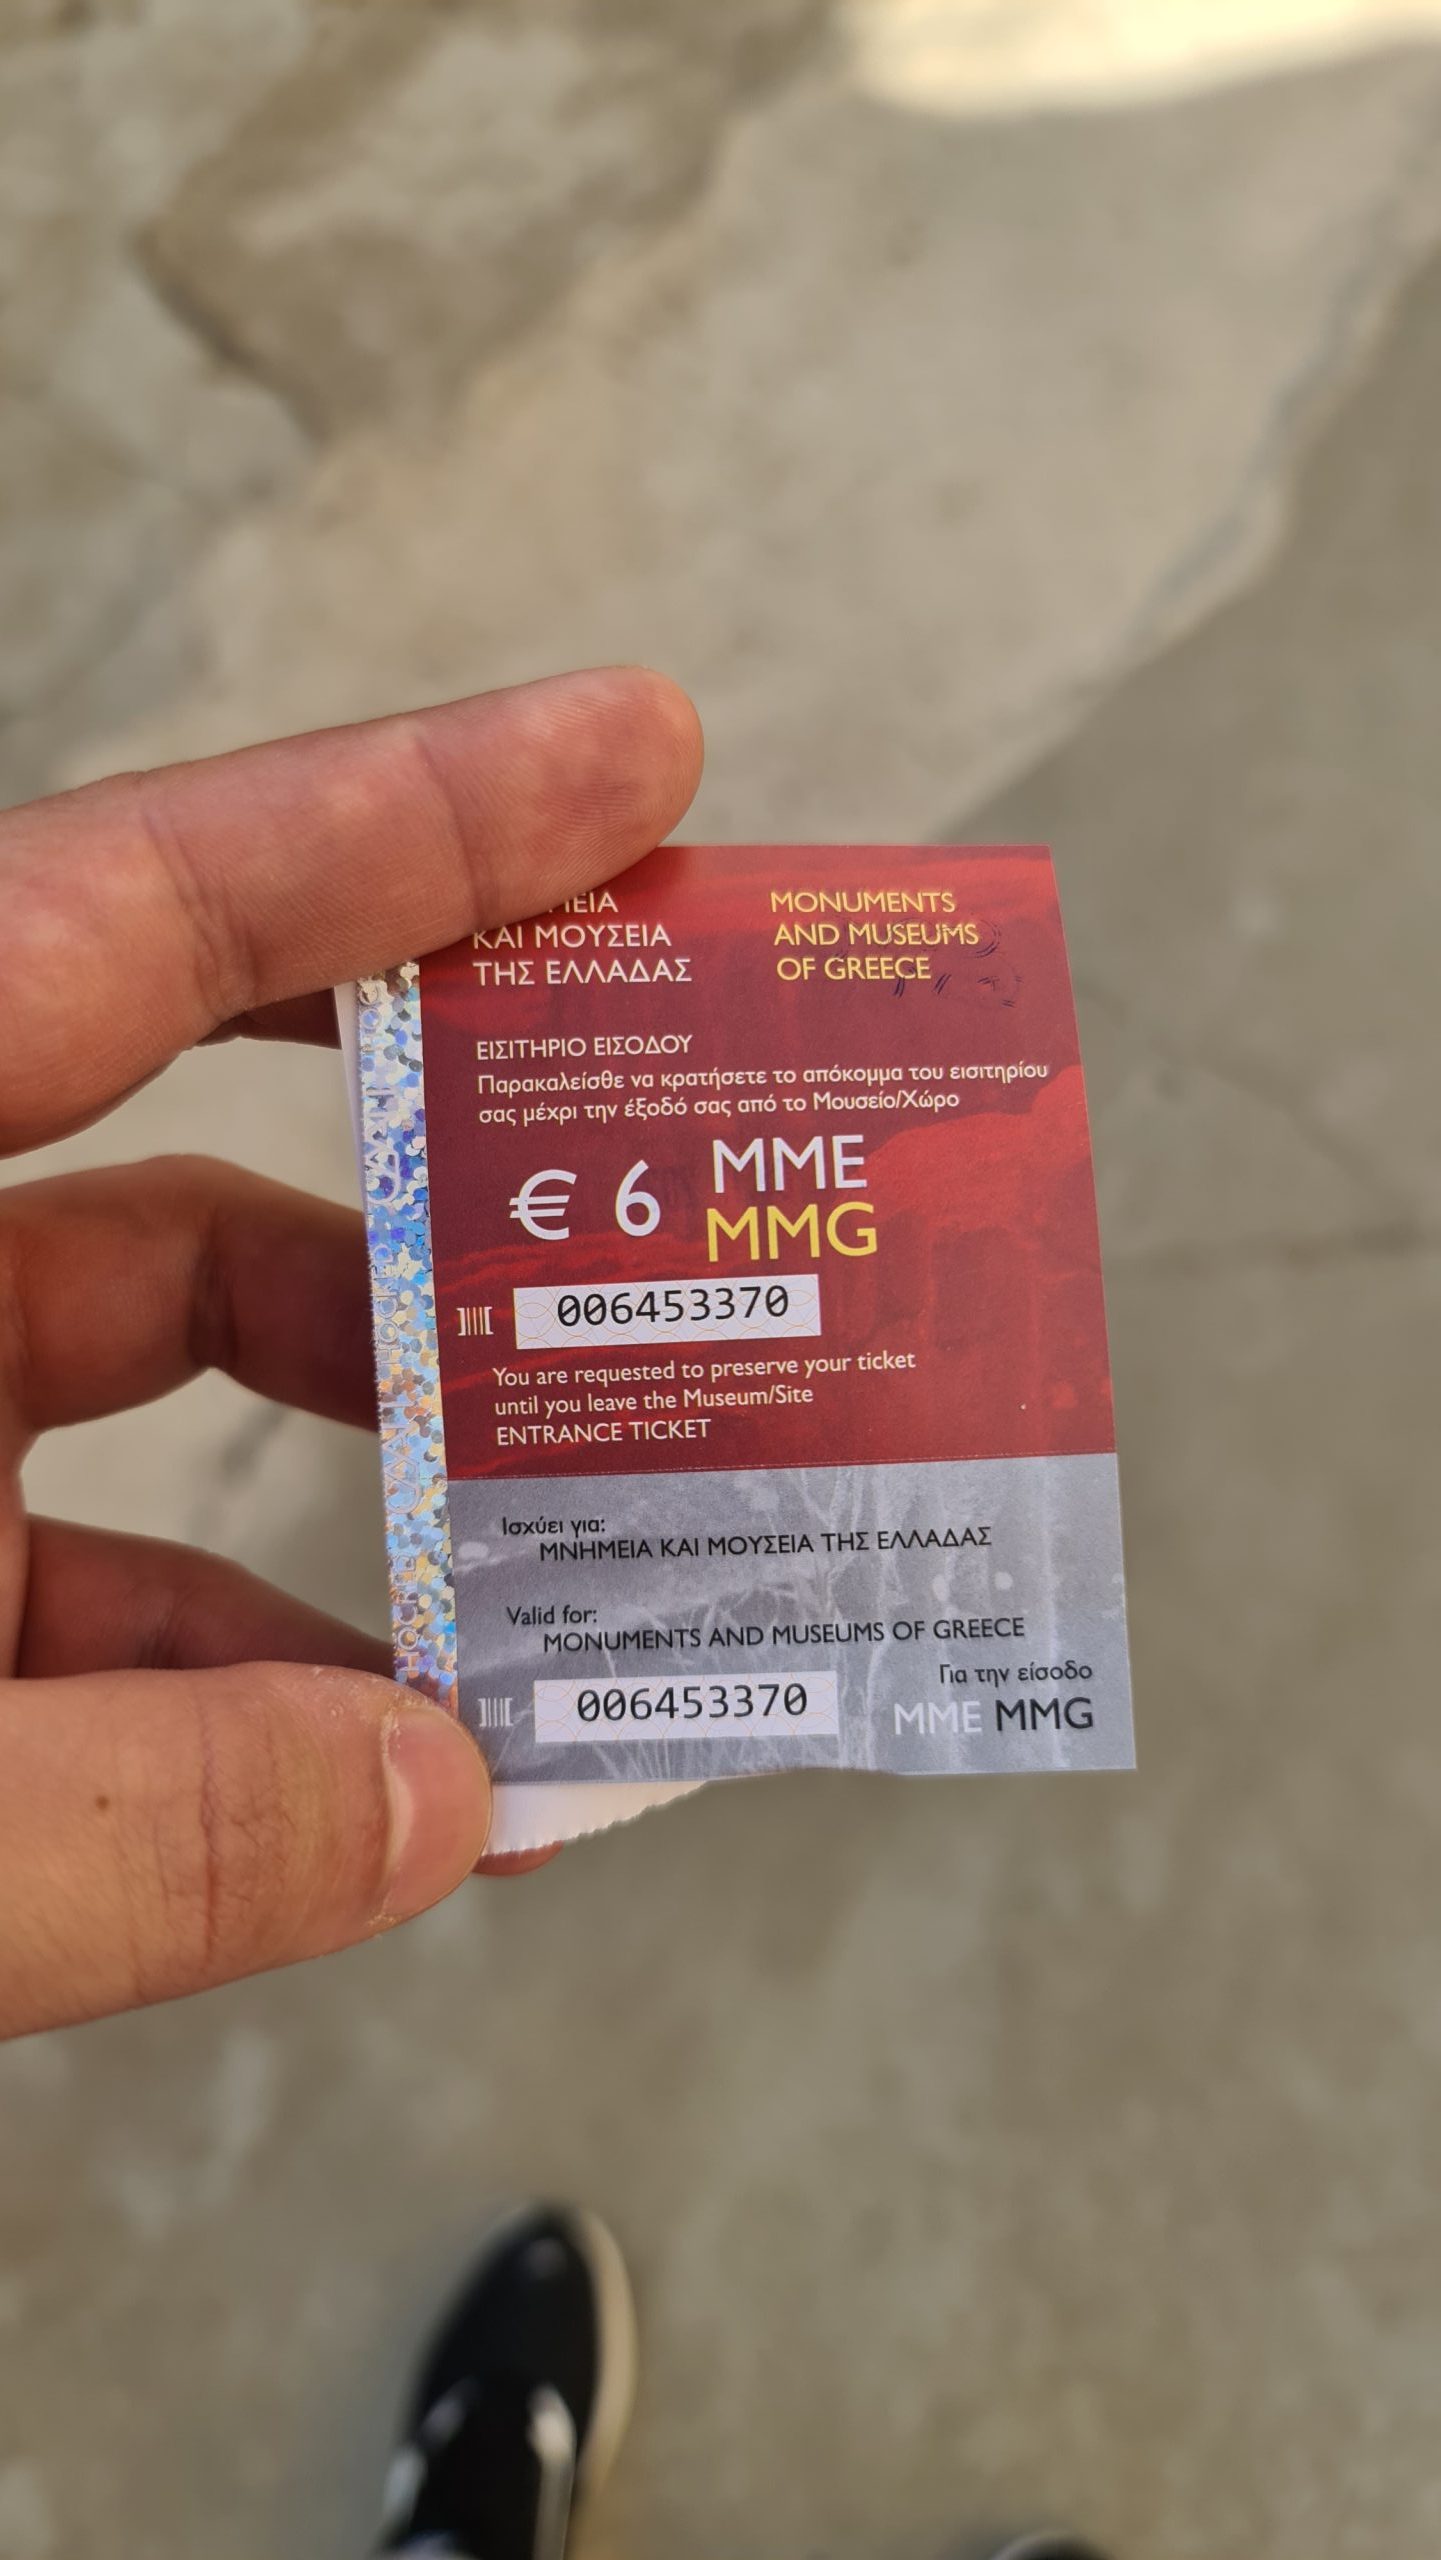 ΚΑΙ ΜΟΥΣΕΙΑ
ΤΗΣ ΕΛΛΑΔΑΣ
MONUMENTS
AND MUSEUMS
OF GREECE
ΕΙΣΙΤΗΡΙΟ ΕΙΣΟΔΟΥ
Παρακαλείσθε να κρατήσετε το απόκομμα του εισιτηρίου
σας μέχρι την έξοδό σας από το Μουσείο/Χώρο
€ 6
MME
MMG
006453370
You are requested to preserve your ticket
until you leave the Museum/Site
ENTRANCE TICKET
Ισχύει για:
ΜΝΗΜΕΙΑ ΚΑΙ ΜΟΥΣΕΙΑ ΤΗΣ ΕΛΛΑΔΑΣ
Valid for:
MONUMENTS AND MUSEUMS OF GREECE
Για την είσοδο
006453370
MME MMG